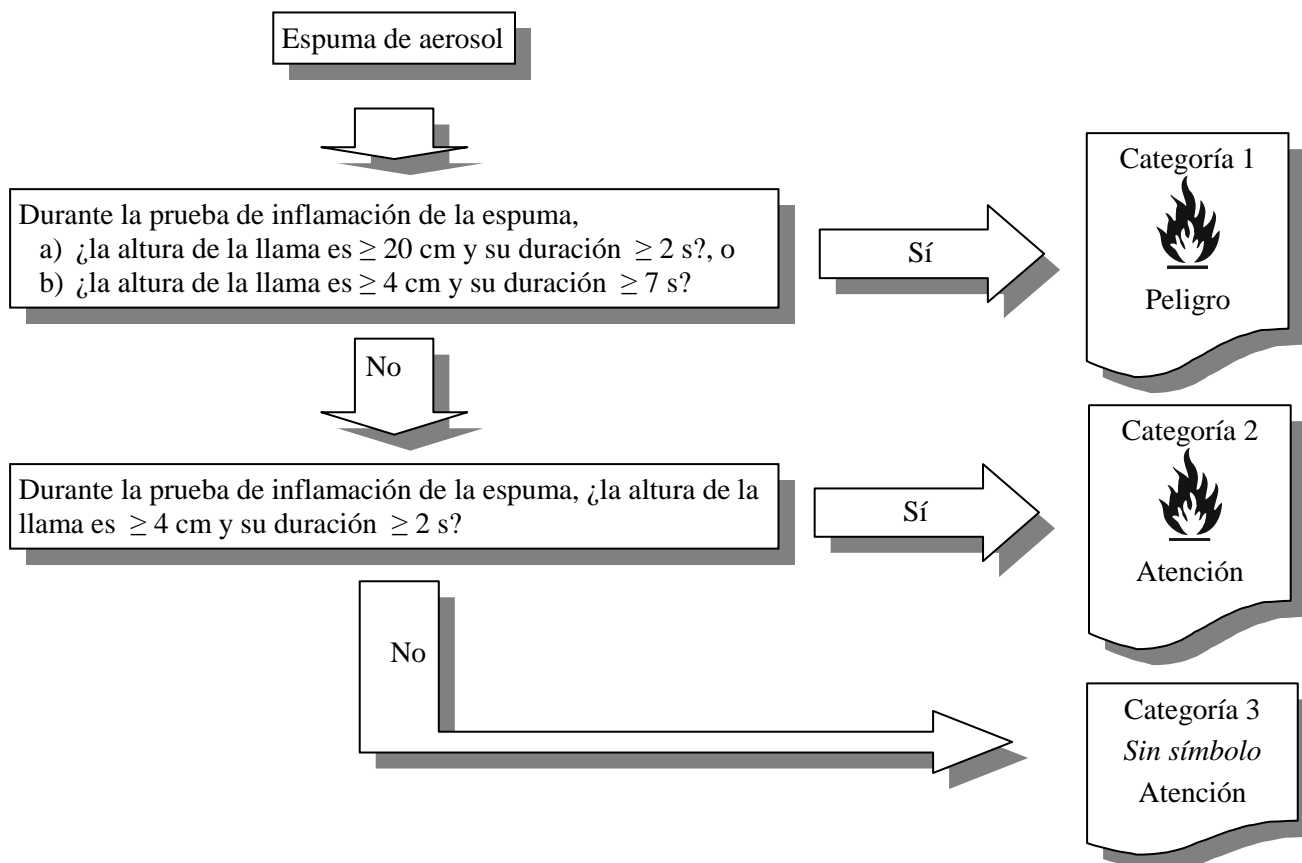 Espuma de aerosol
Durante la prueba de inflamación de la espuma,
a) ¿la altura de la llama es ≥ 20 cm y su duración ≥ 2 s?, o
b) ¿la altura de la llama es ≥ 4 cm y su duración ≥ 7 s?
Sí
Categoría 1
Peligro
No
Durante la prueba de inflamación de la espuma, ¿la altura de la
llama es ≥ 4 cm y su duración ≥ 2 s?
Sí
Categoría 2
Atención
No
Categoría 3
Sin símbolo
Atención